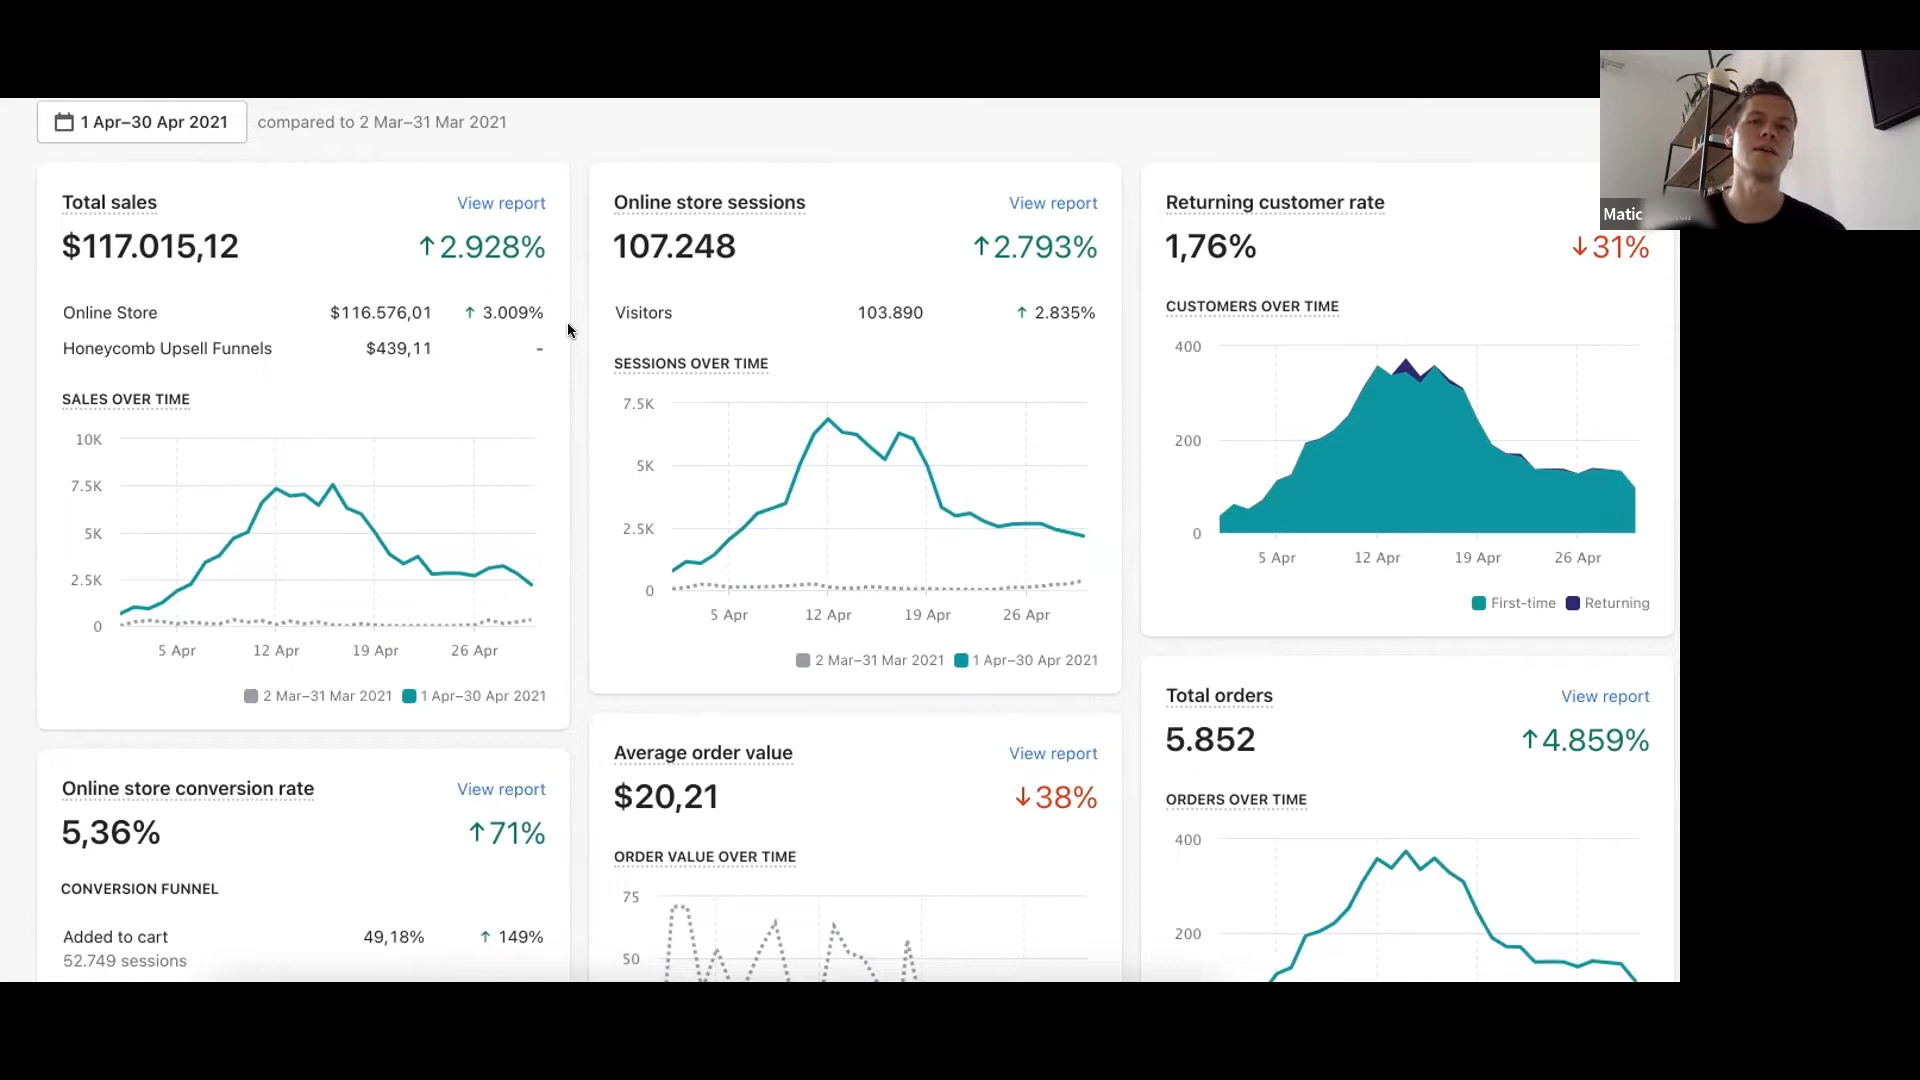 1 Apr–30 Apr 2021 compared to 2 Mar–31 Mar 2021
Total sales View report
$117.015,12 ↑2.928%
Online Store $116.576,01 ↑ 3.009%
Honeycomb Upsell Funnels $439,11 -
SALES OVER TIME
10K
7.5K
5K
2.5K
0
5 Apr 12 Apr 19 Apr 26 Apr
2 Mar–31 Mar 2021 1 Apr–30 Apr 2021
Online store conversion rate View report
5,36% ↑71%
CONVERSION FUNNEL
Added to cart 49,18% ↑ 149%
52.749 sessions
Online store sessions View report
107.248 ↑2.793%
Visitors 103.890 ↑ 2.835%
SESSIONS OVER TIME
7.5K
5K
2.5K
0
5 Apr 12 Apr 19 Apr 26 Apr
2 Mar–31 Mar 2021 1 Apr–30 Apr 2021
Average order value View report
$20,21 ↓38%
ORDER VALUE OVER TIME
75
50
Returning customer rate
1,76% ↓31%
CUSTOMERS OVER TIME
400
200
0
5 Apr 12 Apr 19 Apr 26 Apr
First-time Returning
Total orders View report
5.852 ↑4.859%
ORDERS OVER TIME
400
200
Matic